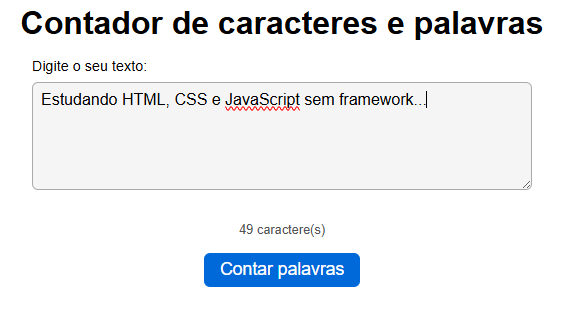 Contador de caracteres e palavras
Digite o seu texto:
Estudando HTML, CSS e JavaScript sem framework...
49 caractere(s)
Contar palavras